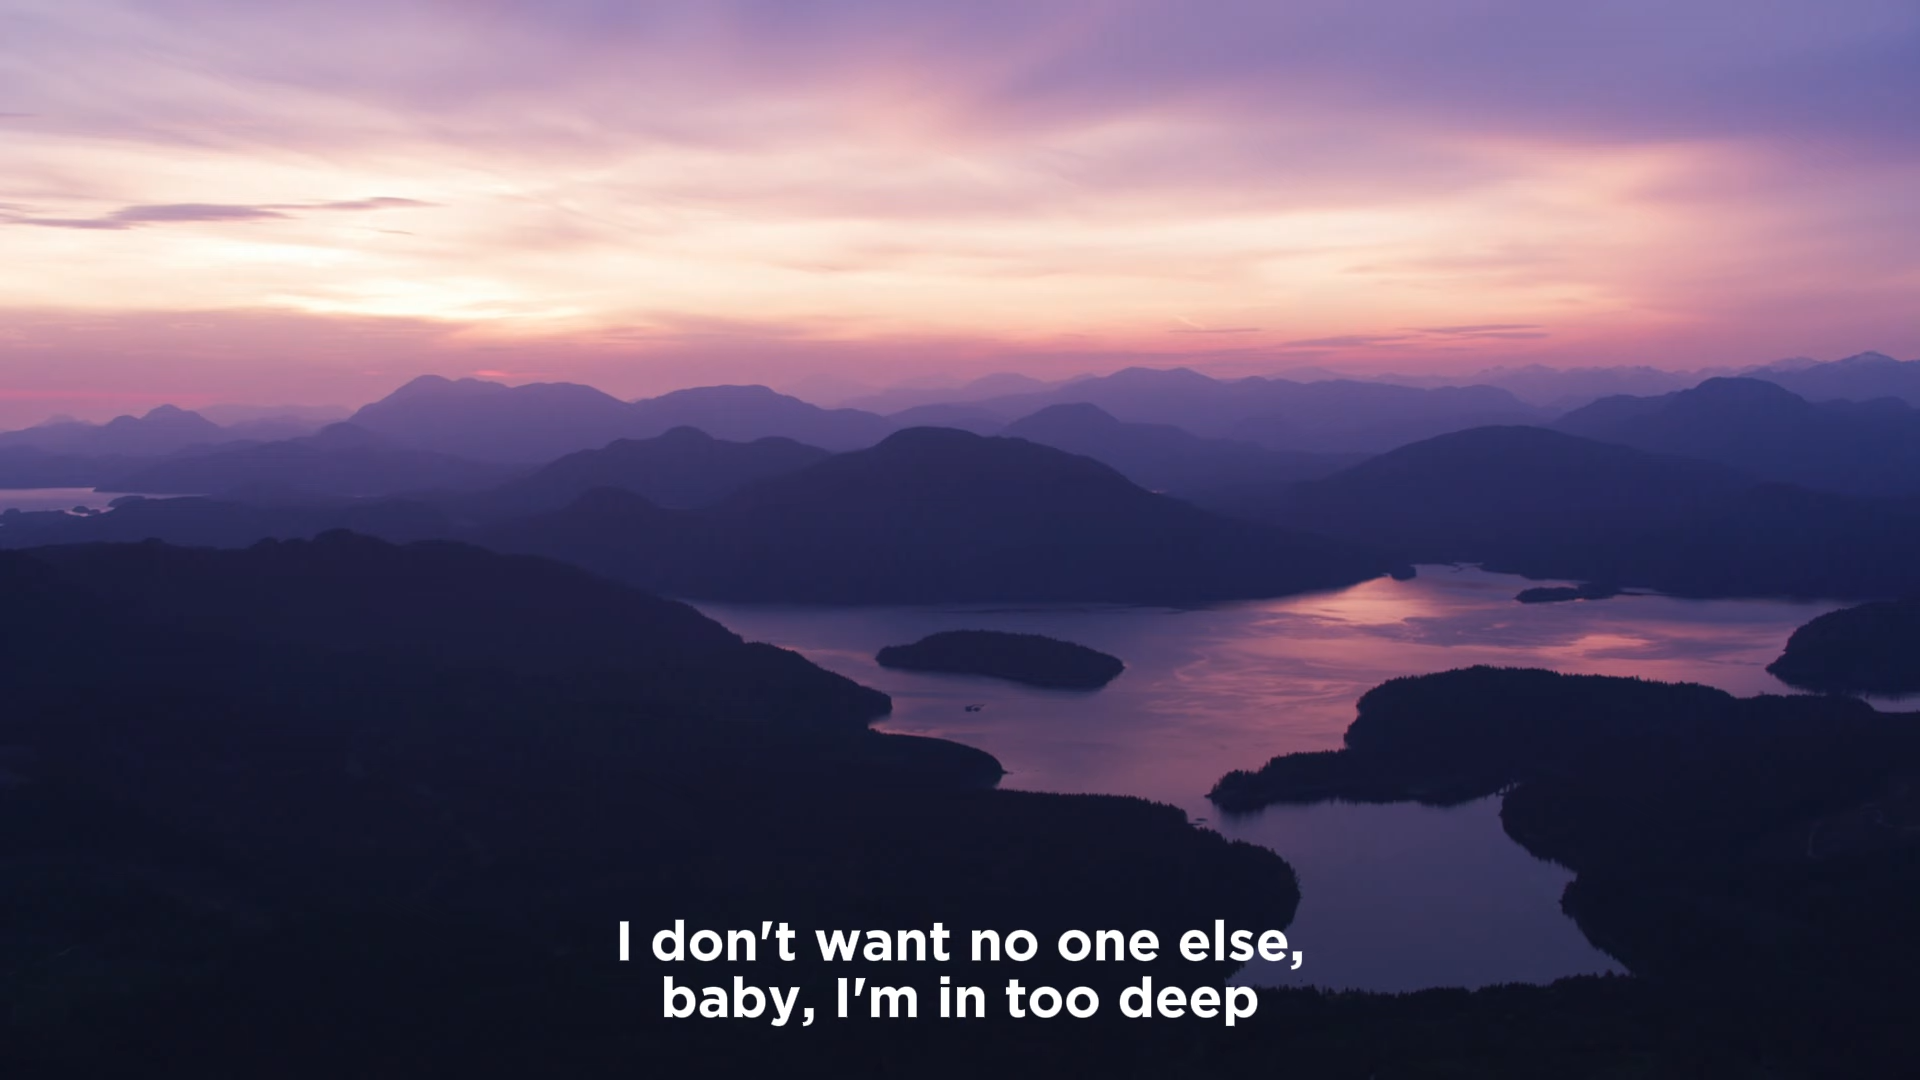 I don't want no one else,
baby, I'm in too deep